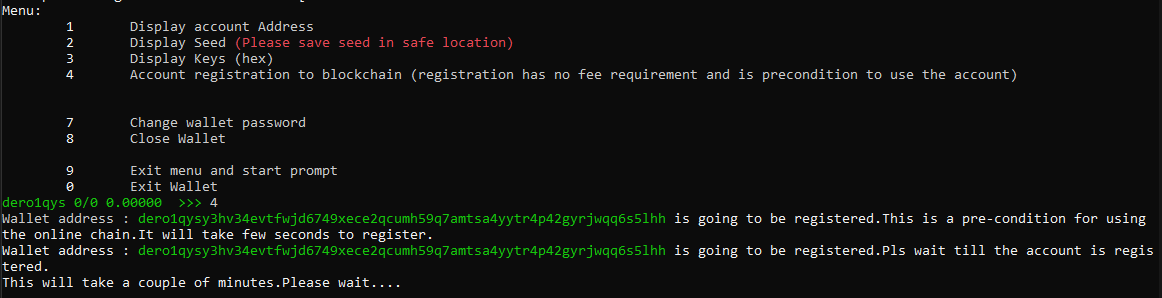 Menu:
1 Display account Address
2 Display Seed (Please save seed in safe location)
3 Display Keys (hex)
4 Account registration to blockchain (registration has no fee requirement and is precondition to use the account)
7 Change wallet password
8 Close Wallet
9 Exit menu and start prompt
0 Exit Wallet
dero1qys 0/0 0.00000 >>> 4
Wallet address : dero1qysy3hv34evtfwjd6749xece2qcumh59q7amtsa4yytr4p42gyrjwqq6s5lhh is going to be registered.This is a pre-condition for using
the online chain.It will take few seconds to register.
Wallet address : dero1qysy3hv34evtfwjd6749xece2qcumh59q7amtsa4yytr4p42gyrjwqq6s5lhh is going to be registered.Pls wait till the account is regis
tered.
This will take a couple of minutes.Please wait....